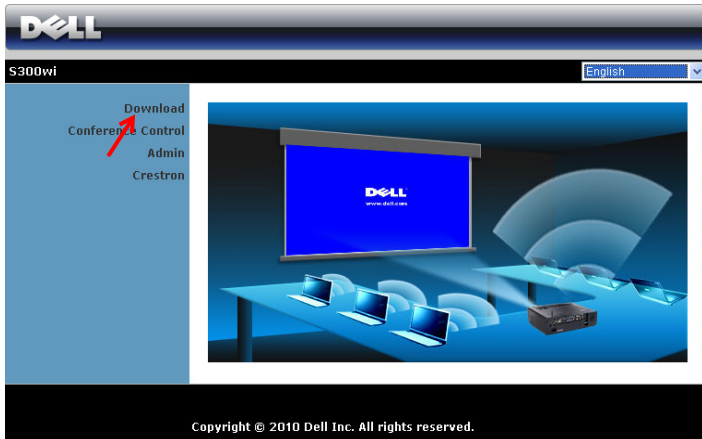 DELL
S300wi
English
Download
Conference Control
Admin
Crestron
DELL
www.dell.com
Copyright © 2010 Dell Inc. All rights reserved.